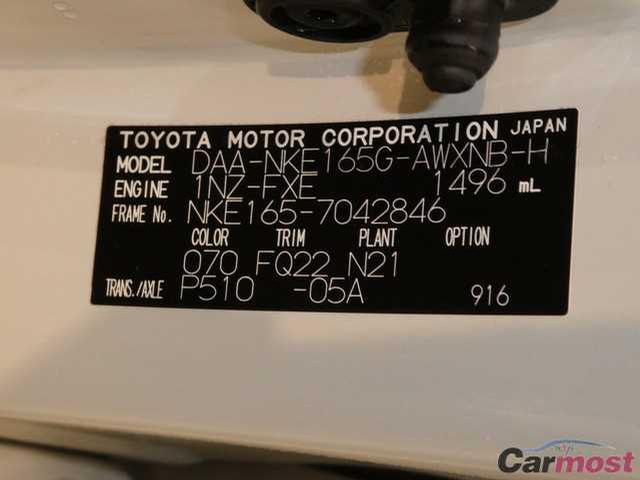 TOYOTA MOTOR CORPORATION JAPAN
MODEL DAA-NKE165G-AWXNB-H
ENGINE 1NZ-FXE 1496 mL
FRAME No. NKE165-7042846
COLOR TRIM PLANT OPTION
070 FQ22 N21
TRANS./AXLE P510 -05A 916
Carmost